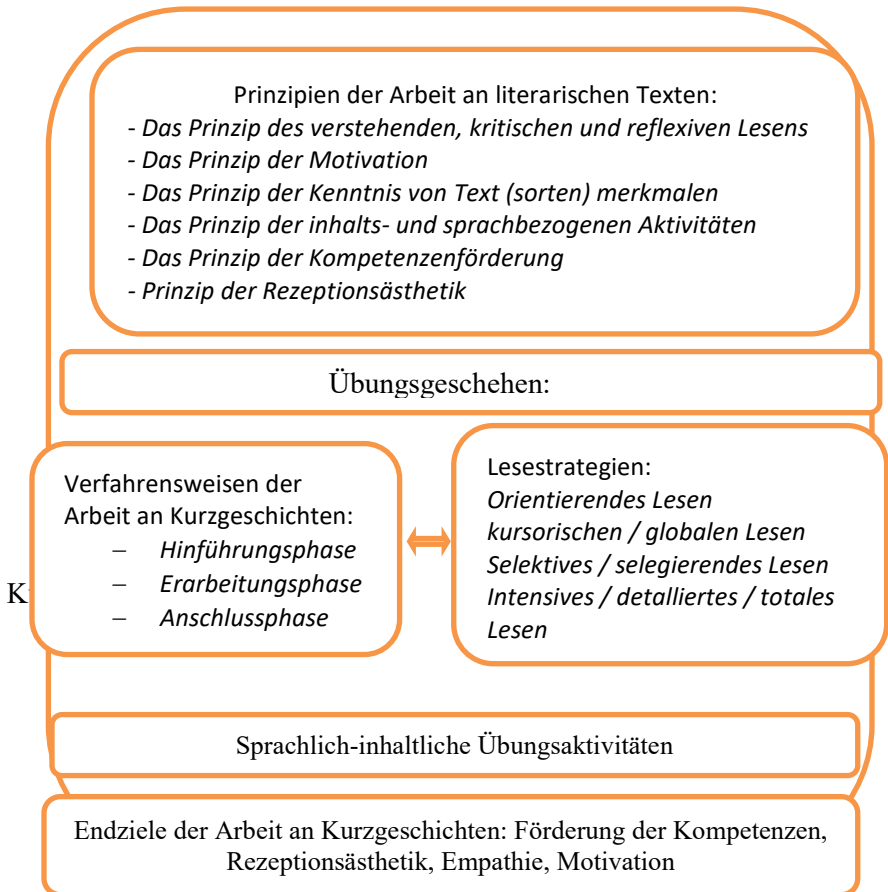 Prinzipien der Arbeit an literarischen Texten:
- Das Prinzip des verstehenden, kritischen und reflexiven Lesens
- Das Prinzip der Motivation
- Das Prinzip der Kenntnis von Text (sorten) merkmalen
- Das Prinzip der inhalts- und sprachbezogenen Aktivitäten
- Das Prinzip der Kompetenzenförderung
- Prinzip der Rezeptionsästhetik
Übungsgeschehen:
Verfahrensweisen der
Arbeit an Kurzgeschichten:
– Hinführungsphase
– Erarbeitungsphase
– Anschlussphase
Lesestrategien:
Orientierendes Lesen
kursorischen / globalen Lesen
Selektives / selegierendes Lesen
Intensives / detalliertes / totales
Lesen
Sprachlich-inhaltliche Übungsaktivitäten
Endziele der Arbeit an Kurzgeschichten: Förderung der Kompetenzen,
Rezeptionsästhetik, Empathie, Motivation